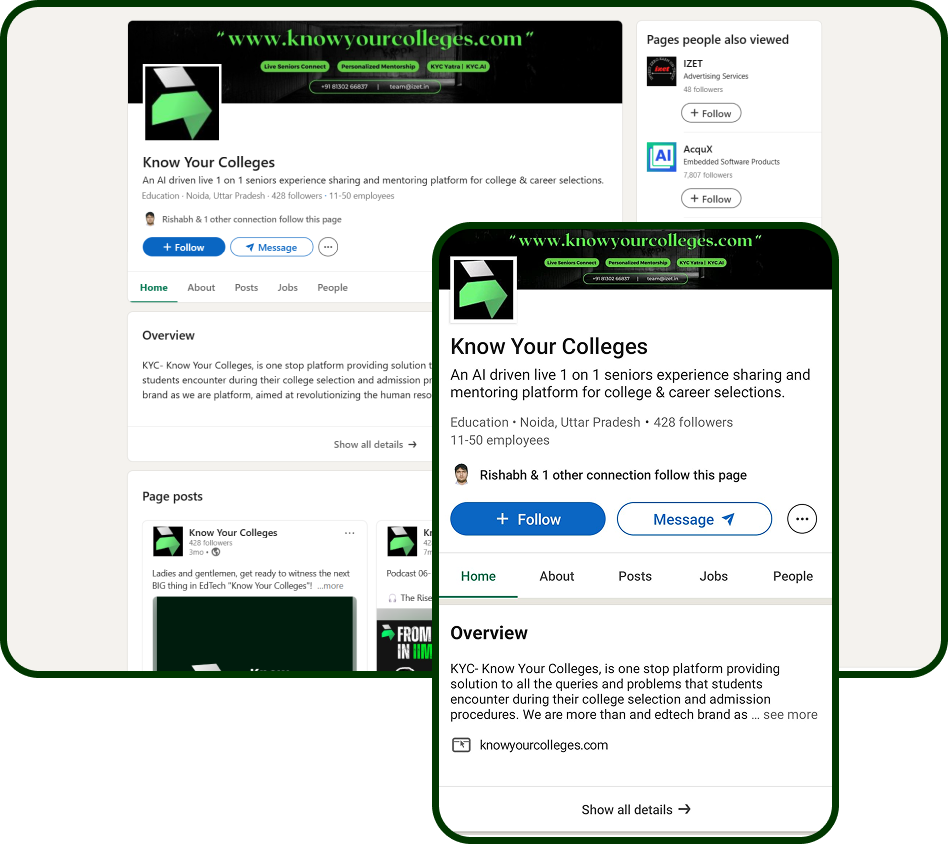 “www.knowyourcolleges.com“
Live Seniors Connect
Personalized Mentorship
KYC Yatra | KYC.AI
+91 81302 66837 | team@izet.in
Know Your Colleges
An AI driven live 1 on 1 seniors experience sharing and mentoring platform for college & career selections.
Education · Noida, Uttar Pradesh · 428 followers · 11-50 employees
Rishabh & 1 other connection follow this page
+ Follow
Message
Home
About
Posts
Jobs
People
Overview
KYC- Know Your Colleges, is one stop platform providing solution t
students encounter during their college selection and admission pr
brand as we are platform, aimed at revolutionizing the human reso
Show all details →
Page posts
Know Your Colleges
428 followers
3mo •
Ladies and gentlemen, get ready to witness the next
BIG thing in EdTech "Know Your Colleges"! ...more
Kn
42
7m
Podcast 06-
The Rise
FROM
IN IIM
Pages people also viewed
IZET
Advertising Services
48 followers
+ Follow
AI
AcquX
Embedded Software Products
7,807 followers
+ Follow
“www.knowyourcolleges.com“
Live Seniors Connect
Personalized Mentorship
KYC Yatra | KYC.AI
+91 81302 66837 | team@izet.in
Know Your Colleges
An AI driven live 1 on 1 seniors experience sharing and
mentoring platform for college & career selections.
Education • Noida, Uttar Pradesh • 428 followers
11-50 employees
Rishabh & 1 other connection follow this page
+ Follow
Message
Home
About
Posts
Jobs
People
Overview
KYC- Know Your Colleges, is one stop platform providing
solution to all the queries and problems that students
encounter during their college selection and admission
procedures. We are more than and edtech brand as ... see more
knowyourcolleges.com
Show all details →